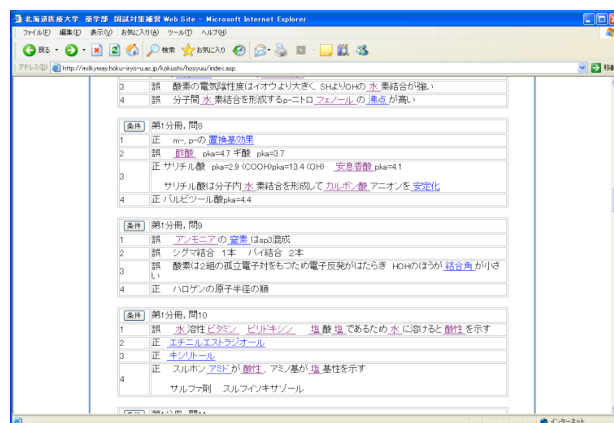 北海道医療大学 薬学部 国試対策補習 Web Site - Microsoft Internet Explorer
ファイル(F) 編集(E) 表示(V) お気に入り(A) ツール(T) ヘルプ(H)
戻る 検索 お気に入り
アドレス(D) http://milkyway.hoku-iryo-u.ac.jp/kokushi/hosyuu/index.asp 移動
3 誤 酸素の電気陰性度はイオウより大きく、SHよりOHの 水 素結合が強い
4 誤 分子間 水 素結合を形成するp-ニトロ フェノール の 沸点 が高い
条件 第1分冊, 問8
1 正 m-, p-の 置換基効果
2 誤 酢酸 pka=4.7 ギ酸 pka=3.7
3 正 サリチル酸 pka=2.9 (COOH)pka=13.4 (OH) 安息香酸 pka=4.1
サリチル酸は分子内 水 素結合を形成して カルボン酸 アニオンを 安定化
4 正 バルビツール酸pka=4.4
条件 第1分冊, 問9
1 誤 アンモニア の 窒素 はsp3混成
2 誤 シグマ結合 1本 パイ結合 2本
3 誤 酸素は2組の孤立電子対をもつため電子反発がはたらき HOHのほうが 結合角 が小さ
い
4 正 ハロゲンの原子半径の順
条件 第1分冊, 問10
1 誤 水 溶性 ビタミン ピリドキシン 塩 酸 塩 であるため 水 に溶けると 酸性 を示す
2 正 エチニルエストラジオール
3 正 キシリトール
4 正 スルホン アミド が 酸性 、アミノ基が 塩 基性を示す
サルファ剤 スルフイソキサゾール
インターネット